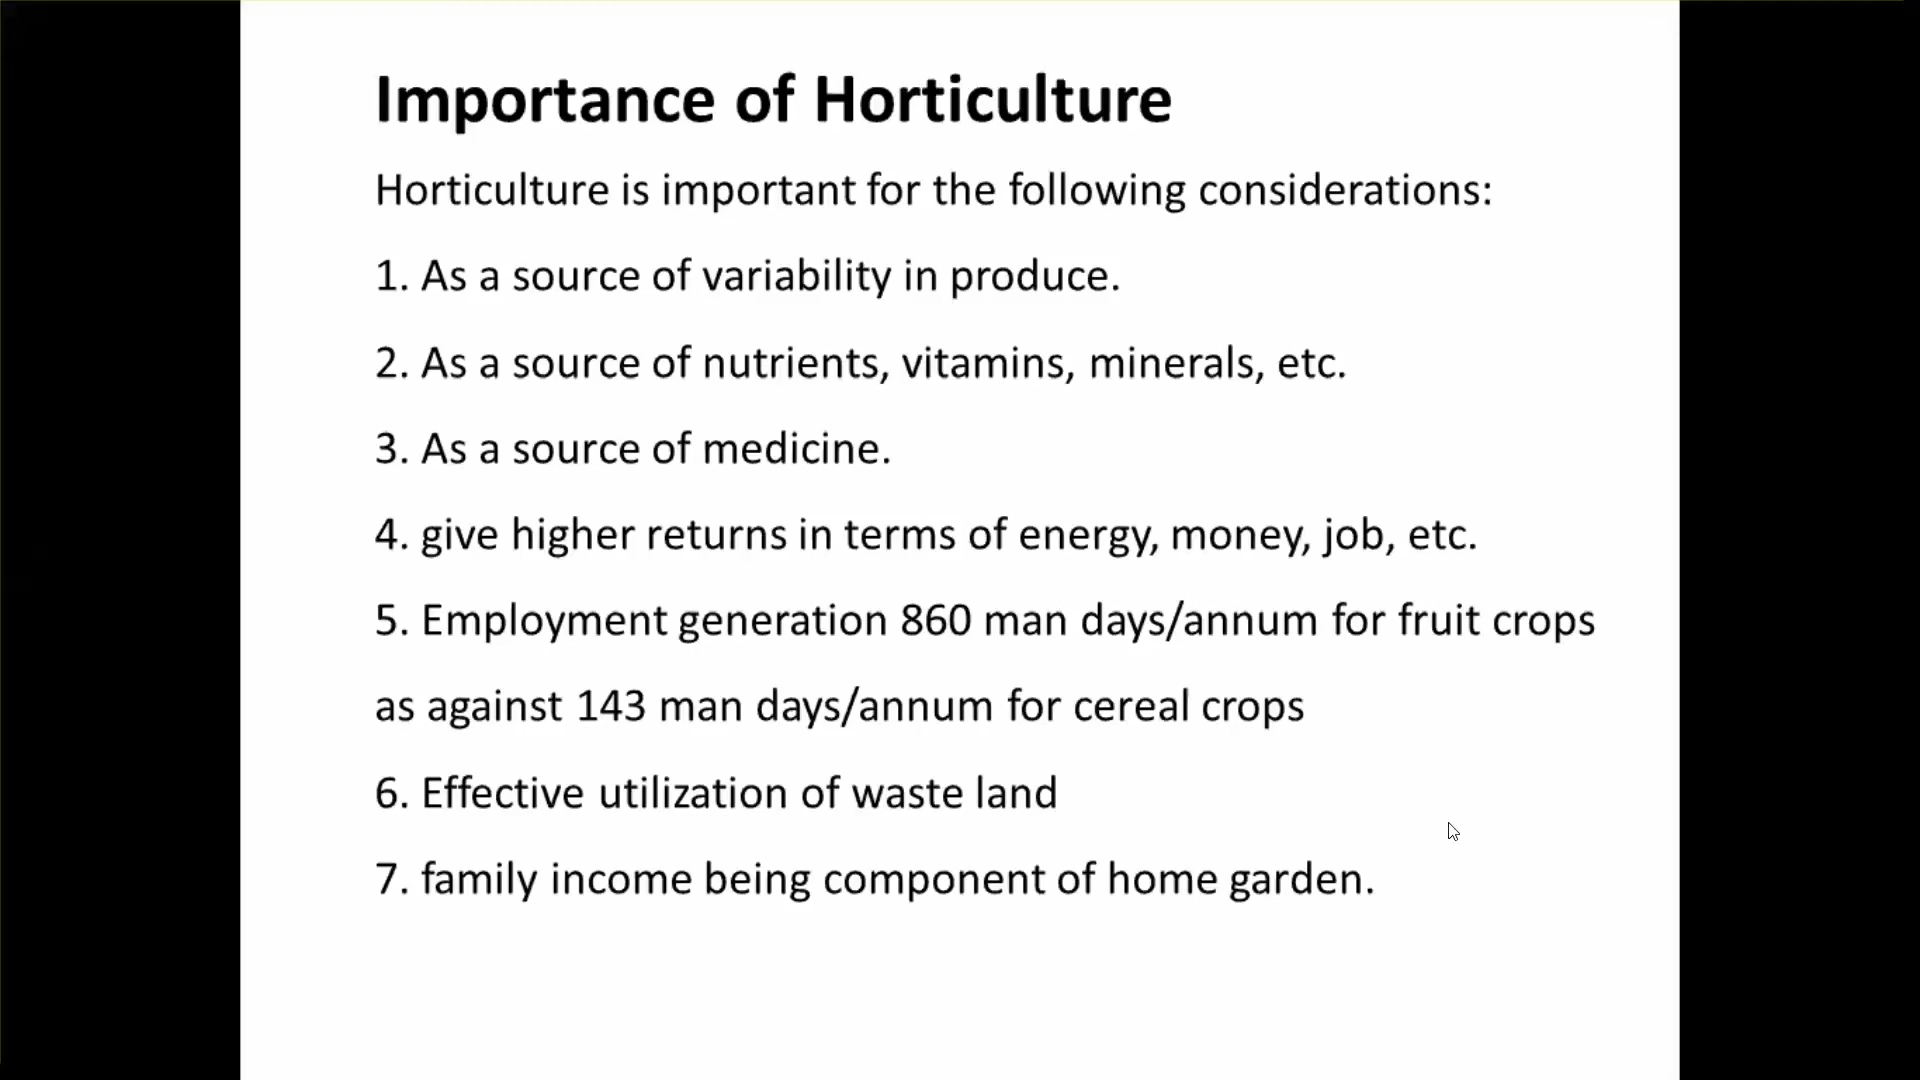 Importance of Horticulture
Horticulture is important for the following considerations:
1. As a source of variability in produce.
2. As a source of nutrients, vitamins, minerals, etc.
3. As a source of medicine.
4. give higher returns in terms of energy, money, job, etc.
5. Employment generation 860 man days/annum for fruit crops
as against 143 man days/annum for cereal crops
6. Effective utilization of waste land
7. family income being component of home garden.